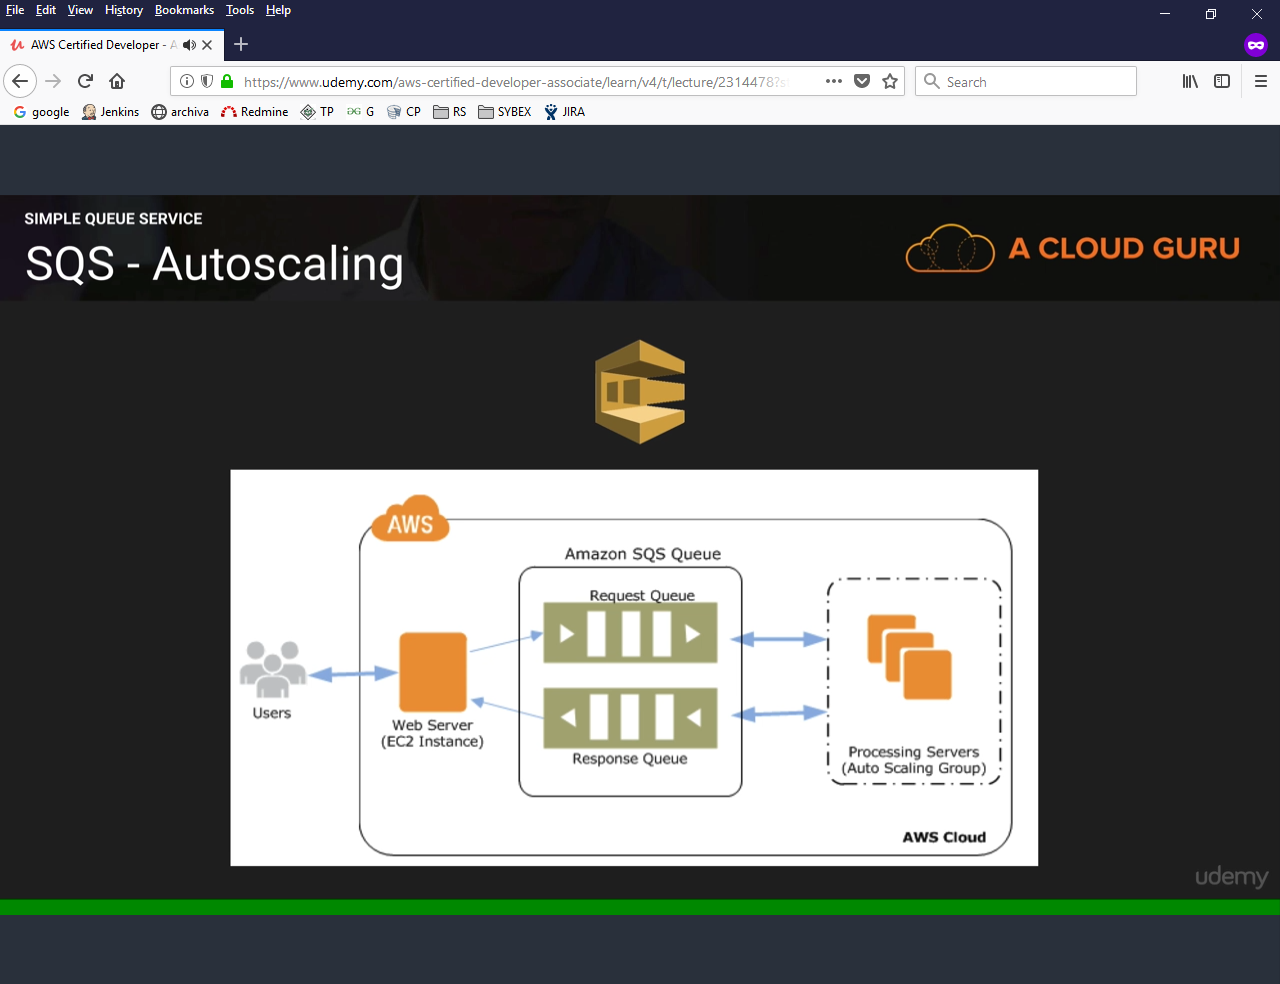 File Edit View History Bookmarks Tools Help
AWS Certified Developer - A
https://www.udemy.com/aws-certified-developer-associate/learn/v4/t/lecture/2314478?s
Search
google Jenkins archiva Redmine TP G CP RS SYBEX JIRA
SIMPLE QUEUE SERVICE
SQS - Autoscaling
A CLOUD GURU
AWS
Amazon SQS Queue
Request Queue
Users
Web Server
(EC2 Instance)
Response Queue
Processing Servers
(Auto Scaling Group)
AWS Cloud
udemy